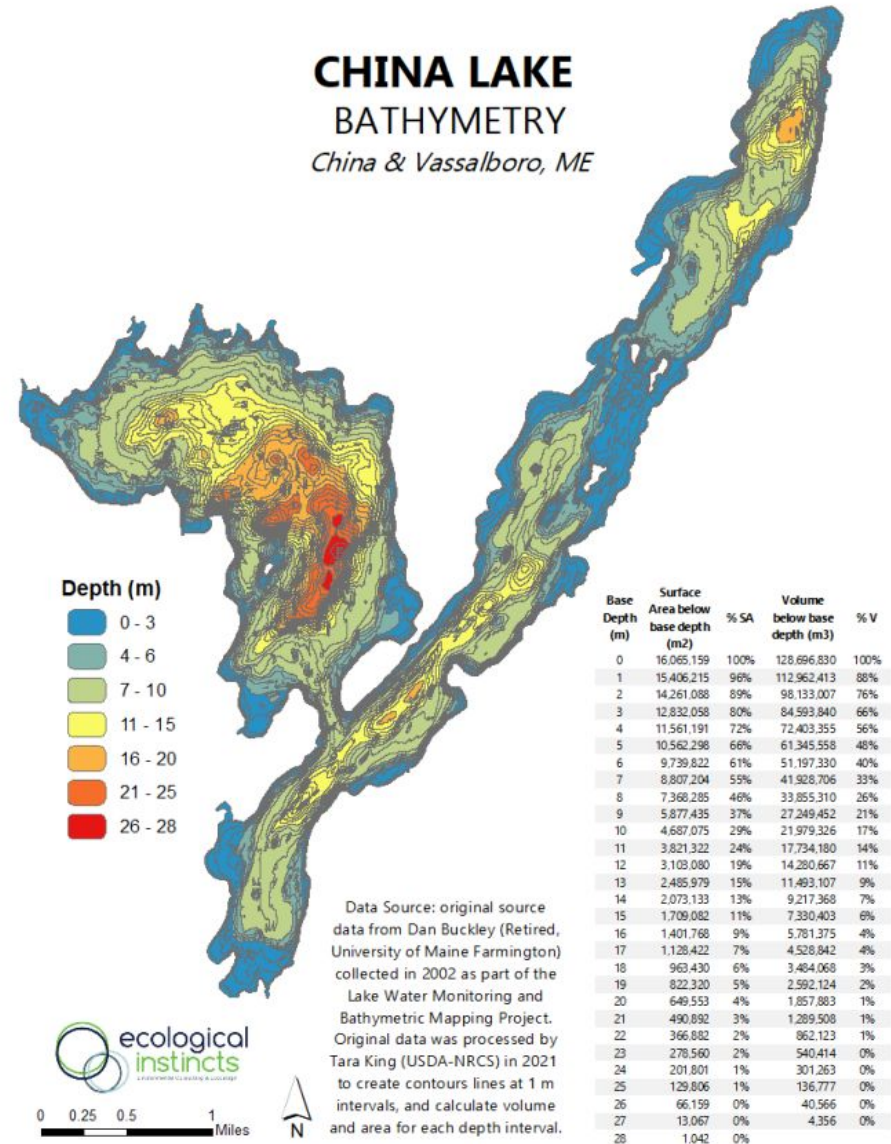 CHINA LAKE
BATHYMETRY
China & Vassalboro, ME
Depth (m)
0 - 3
4 - 6
7 - 10
11 - 15
16 - 20
21 - 25
26 - 28
Base Depth (m) Surface Area below base depth (m2) % SA Volume below base depth (m3) % V
0 16,065,159 100% 128,696,830 100%
1 15,406,215 96% 112,962,413 88%
2 14,261,088 89% 98,133,007 76%
3 12,832,058 80% 84,593,840 66%
4 11,561,191 72% 72,403,355 56%
5 10,562,298 66% 61,345,558 48%
6 9,739,822 61% 51,197,330 40%
7 8,807,204 55% 41,928,706 33%
8 7,368,285 46% 33,855,310 26%
9 5,877,435 37% 27,249,452 21%
10 4,687,075 29% 21,979,326 17%
11 3,821,322 24% 17,734,180 14%
12 3,103,080 19% 14,280,667 11%
13 2,485,979 15% 11,493,107 9%
14 2,073,133 13% 9,217,368 7%
15 1,709,082 11% 7,330,403 6%
16 1,401,768 9% 5,781,375 4%
17 1,128,422 7% 4,528,842 4%
18 963,430 6% 3,484,068 3%
19 822,320 5% 2,592,124 2%
20 649,553 4% 1,857,883 1%
21 490,892 3% 1,289,508 1%
22 366,882 2% 862,123 1%
23 278,560 2% 540,414 0%
24 201,801 1% 301,263 0%
25 129,806 1% 136,777 0%
26 66,159 0% 40,566 0%
27 13,067 0% 4,356 0%
28 1,042
Data Source: original source
data from Dan Buckley (Retired,
University of Maine Farmington)
collected in 2002 as part of the
Lake Water Monitoring and
Bathymetric Mapping Project.
Original data was processed by
Tara King (USDA-NRCS) in 2021
to create contours lines at 1 m
intervals, and calculate volume
and area for each depth interval.
ecological
instincts
0 0.25 0.5 1
Miles
N